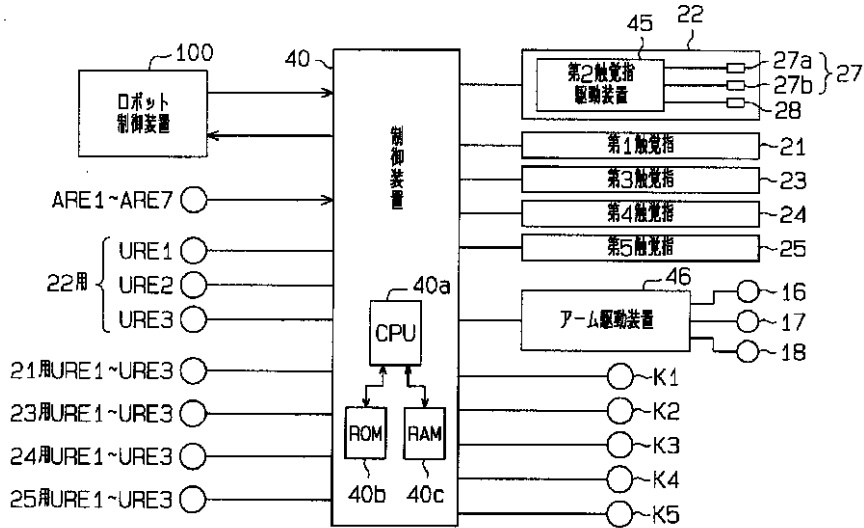 100
ロボット
制御装置
ARE1~ARE7
22用
URE1
URE2
URE3
21用URE1~URE3
23用URE1~URE3
24用URE1~URE3
25用URE1~URE3
40
制御装置
40a
CPU
ROM
RAM
40b
40c
45
22
第2触覚指
駆動装置
27a
27b
27
28
第1触覚指
21
第3触覚指
23
第4触覚指
24
第5触覚指
25
46
アーム駆動装置
16
17
18
K1
K2
K3
K4
K5